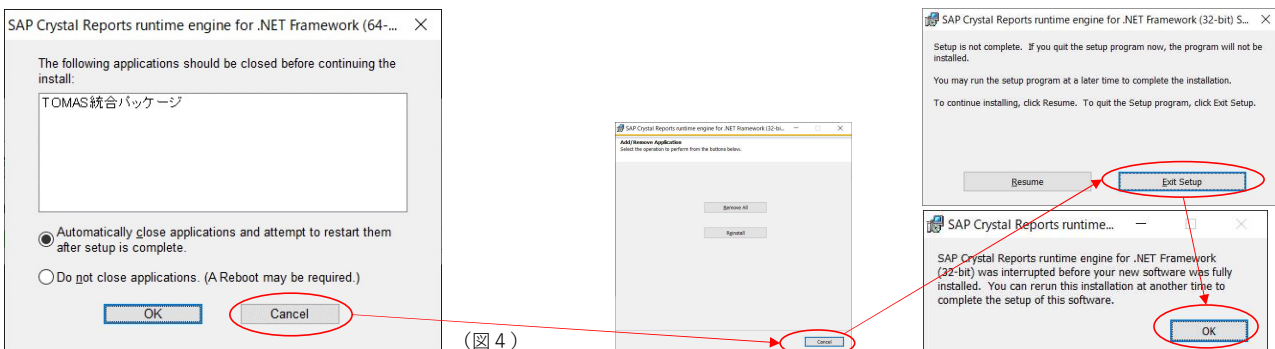 SAP Crystal Reports runtime engine for .NET Framework (64-...
The following applications should be closed before continuing the
install:
TOMAS統合パッケージ
Automatically close applications and attempt to restart them
after setup is complete.
Do not close applications. (A Reboot may be required.)
OK
Cancel
(図4)
SAP Crystal Reports runtime engine for .NET Framework (32-bi...
Add/Remove Application
Select the operation to perform from the buttons below.
Remove All
Reinstall
Cancel
SAP Crystal Reports runtime engine for .NET Framework (32-bit) S...
Setup is not complete. If you quit the setup program now, the program will not be
installed.
You may run the setup program at a later time to complete the installation.
To continue installing, click Resume. To quit the Setup program, click Exit Setup.
Resume
Exit Setup
SAP Crystal Reports runtime...
SAP Crystal Reports runtime engine for .NET Framework
(32-bit) was interrupted before your new software was fully
installed. You can rerun this installation at another time to
complete the setup of this software.
OK